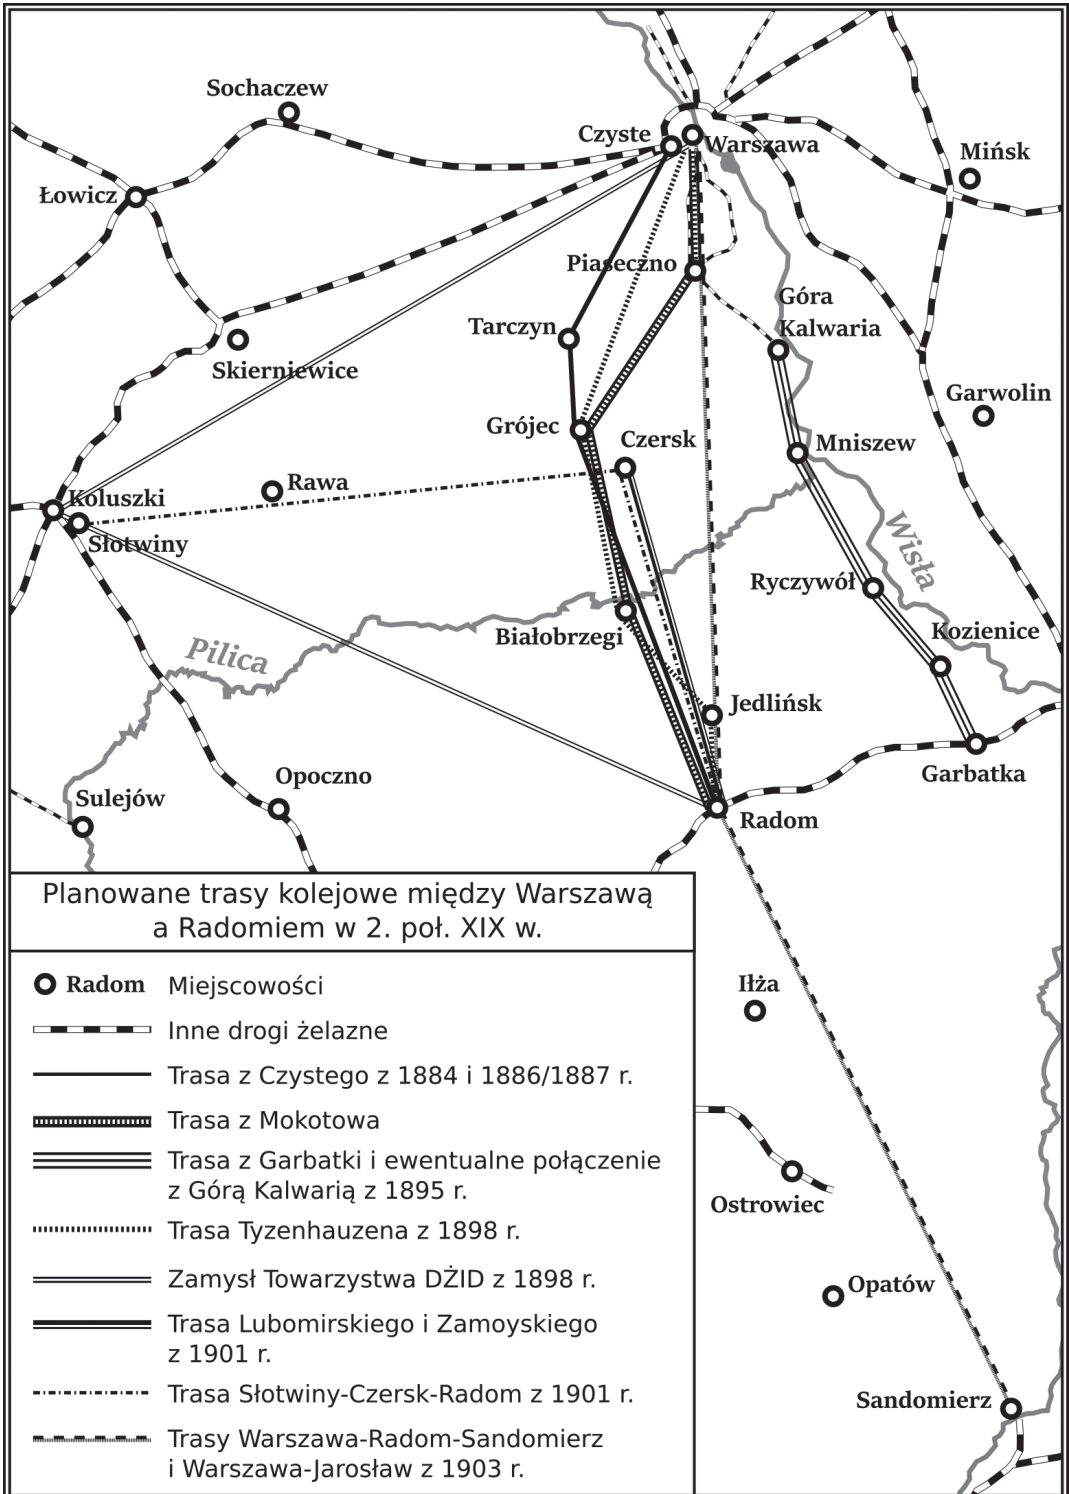 Sochaczew
Czyste
Warszawa
Mińsk
Łowicz
Piaseczno
Góra
Kalwaria
Tarczyn
Skierniewice
Garwolin
Grójec
Czersk
Mniszew
Rawa
Koluszki
Słotwiny
Wisła
Ryczywół
Białobrzegi
Kozienice
Pilica
Jedlińsk
Opoczno
Garbatka
Sulejów
Radom
Planowane trasy kolejowe między Warszawą
a Radomiem w 2. poł. XIX w.
Radom Miejscowości
Inne drogi żelazne
Trasa z Czystego z 1884 i 1886/1887 r.
Trasa z Mokotowa
Trasa z Garbatki i ewentualne połączenie
z Górą Kalwarią z 1895 r.
Trasa Tyzenhauzena z 1898 r.
Zamysł Towarzystwa DŻID z 1898 r.
Trasa Lubomirskiego i Zamoyskiego
z 1901 r.
Trasa Słotwiny-Czersk-Radom z 1901 r.
Trasy Warszawa-Radom-Sandomierz
i Warszawa-Jarosław z 1903 r.
Iłża
Ostrowiec
Opatów
Sandomierz